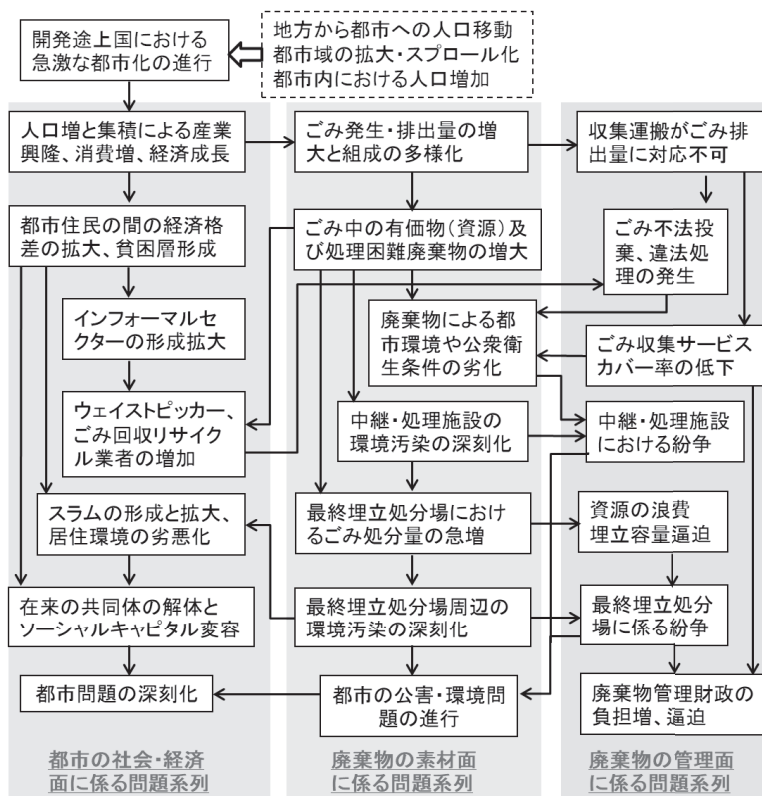 開発途上国における
急激な都市化の進行
地方から都市への人口移動
都市域の拡大・スプロール化
都市内における人口増加
人口増と集積による産業
興隆、消費増、経済成長
ごみ発生・排出量の増
大と組成の多様化
収集運搬がごみ排
出量に対応不可
都市住民の間の経済格
差の拡大、貧困層形成
ごみ中の有価物(資源)及
び処理困難廃棄物の増大
ごみ不法投
棄、違法処
理の発生
インフォーマルセ
クターの形成拡大
廃棄物による都
市環境や公衆衛
生条件の劣化
ごみ収集サービス
カバー率の低下
ウェイストピッカー、
ごみ回収リサイク
ル業者の増加
中継・処理施設の
環境汚染の深刻化
中継・処理施設
における紛争
スラムの形成と拡大、
居住環境の劣悪化
最終埋立処分場におけ
るごみ処分量の急増
資源の浪費
埋立容量逼迫
在来の共同体の解体と
ソーシャルキャピタル変容
最終埋立処分場周辺の
環境汚染の深刻化
最終埋立処分
場に係る紛争
都市問題の深刻化
都市の公害・環境問
題の進行
廃棄物管理財政の
負担増、逼迫
都市の社会・経済
面に係る問題系列
廃棄物の素材面
に係る問題系列
廃棄物の管理面
に係る問題系列